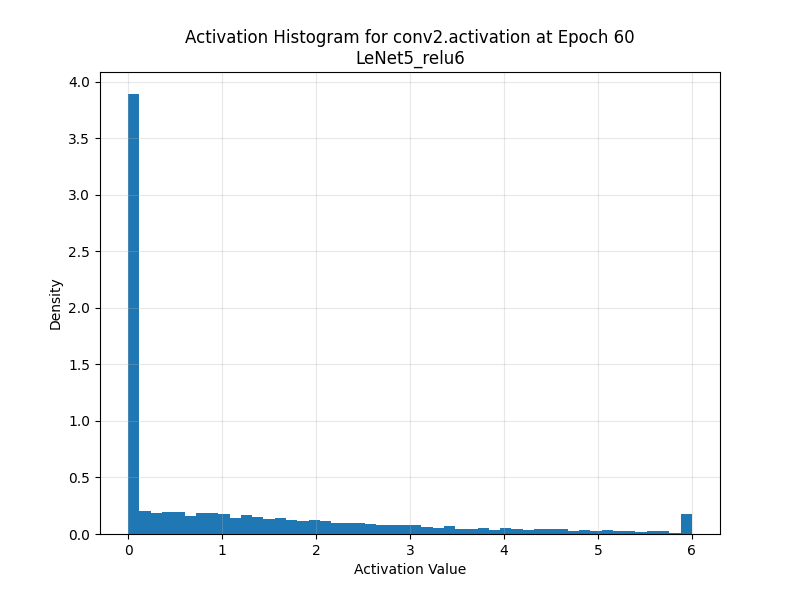 Activation Histogram for conv2.activation at Epoch 60
LeNet5_relu6
4.0
3.5
3.0
2.5
2.0
1.5
1.0
0.5
0.0
Density
0 1 2 3 4 5 6
Activation Value